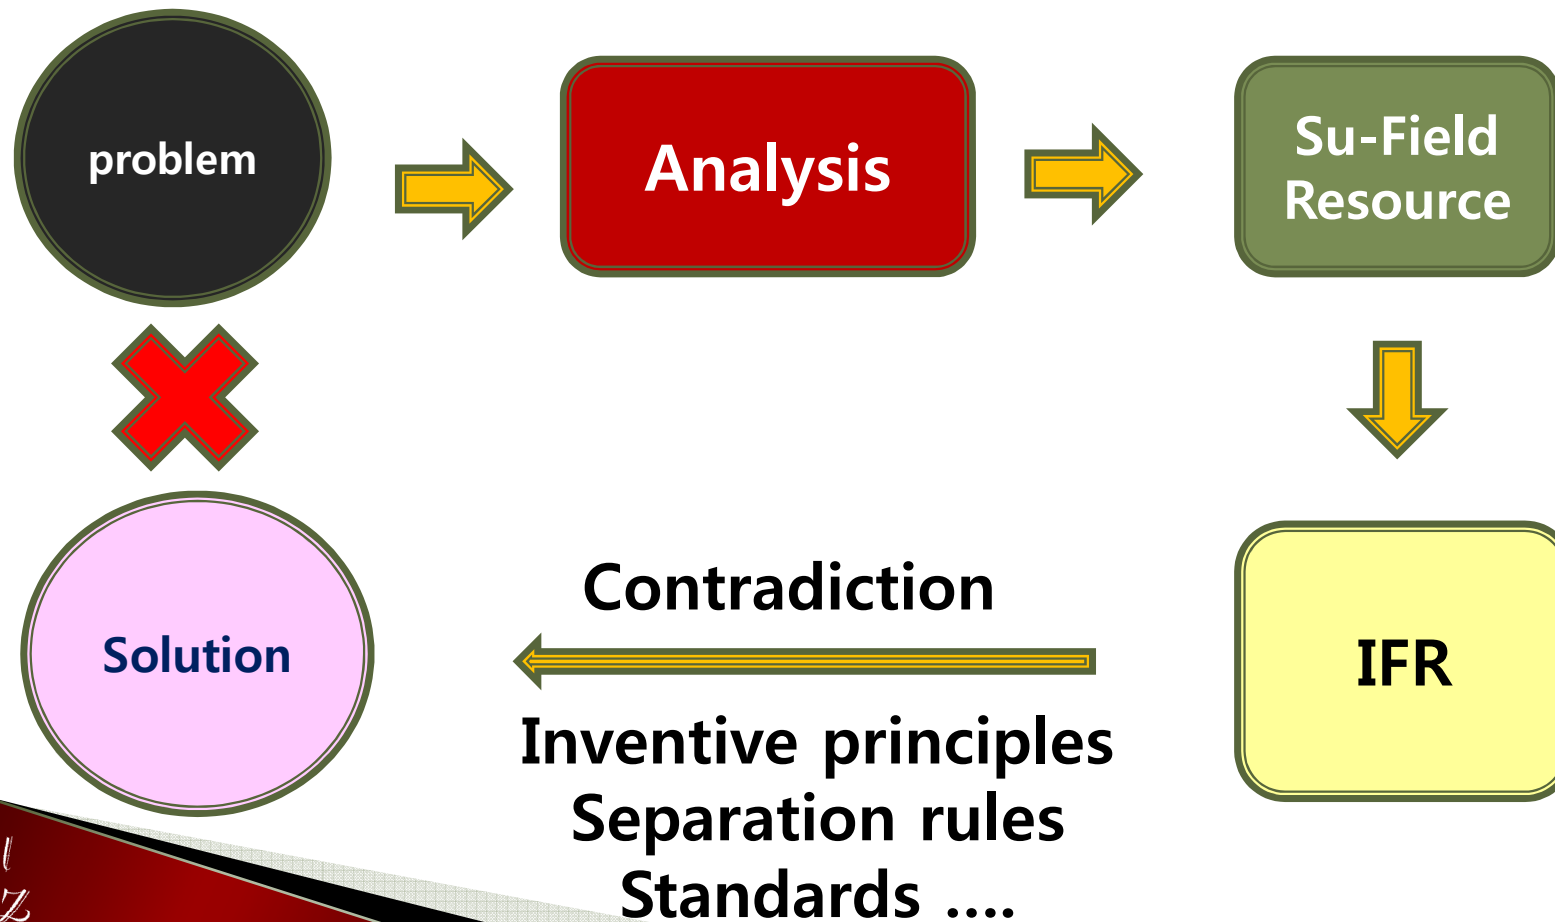 problem
Analysis
Su-Field
Resource
Solution
Contradiction
IFR
Inventive principles
Separation rules
Standards ....
Z